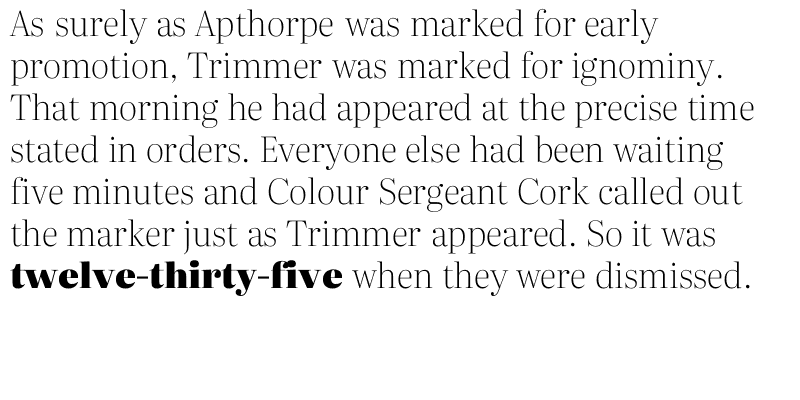 As surely as Apthorpe was marked for early
promotion, Trimmer was marked for ignominy.
That morning he had appeared at the precise time
stated in orders. Everyone else had been waiting
five minutes and Colour Sergeant Cork called out
the marker just as Trimmer appeared. So it was
twelve-thirty-five when they were dismissed.